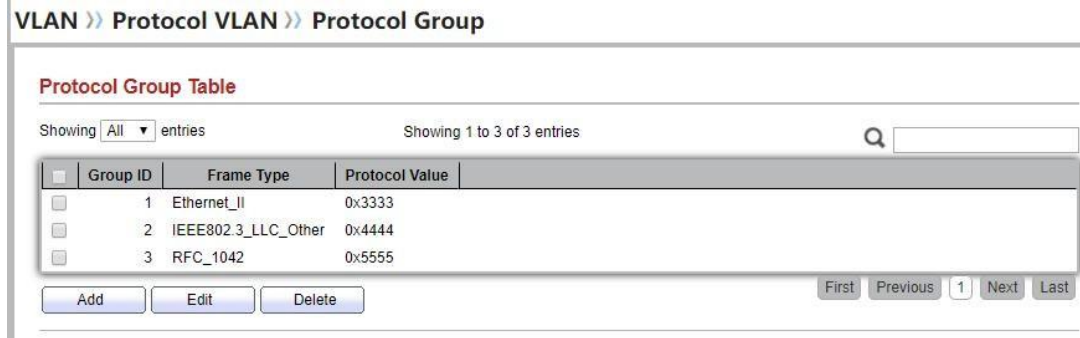 VLAN 》 Protocol VLAN 》 Protocol Group
Protocol Group Table
Showing All entries Showing 1 to 3 of 3 entries
Group ID Frame Type Protocol Value
1 Ethernet_II 0x3333
2 IEEE802.3_LLC_Other 0x4444
3 RFC_1042 0x5555
Add Edit Delete First Previous 1 Next Last